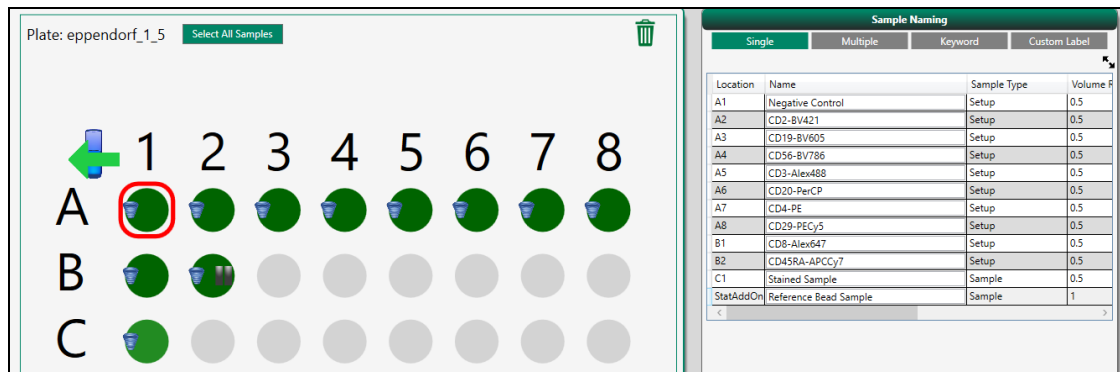 Plate: eppendorf_1_5 Select All Samples
1 2 3 4 5 6 7 8
A
B
C
Sample Naming
Single Multiple Keyword Custom Label
Location Name Sample Type Volume
A1 Negative Control Setup 0.5
A2 CD2-BV421 Setup 0.5
A3 CD19-BV605 Setup 0.5
A4 CD56-BV786 Setup 0.5
A5 CD3-Alex488 Setup 0.5
A6 CD20-PerCP Setup 0.5
A7 CD4-PE Setup 0.5
A8 CD29-PECy5 Setup 0.5
B1 CD8-Alex647 Setup 0.5
B2 CD45RA-APCCy7 Setup 0.5
C1 Stained Sample Sample 0.5
StatAddOn Reference Bead Sample Sample 1